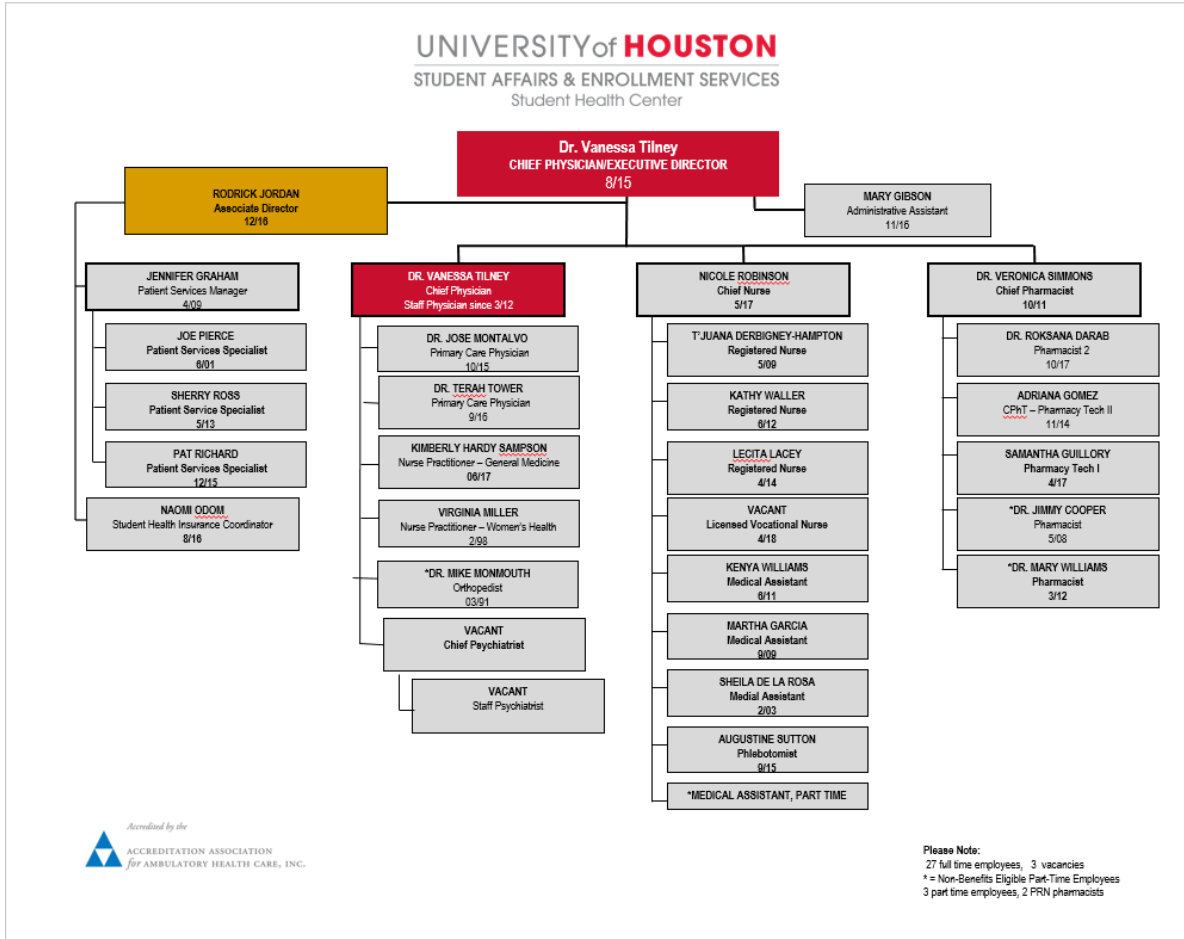 UNIVERSITY of HOUSTON
STUDENT AFFAIRS & ENROLLMENT SERVICES
Student Health Center
Dr. Vanessa Tilney
CHIEF PHYSICIAN/EXECUTIVE DIRECTOR
8/15
RODRICK JORDAN
Associate Director
12/16
MARY GIBSON
Administrative Assistant
11/16
JENNIFER GRAHAM
Patient Services Manager
4/09
JOE PIERCE
Patient Services Specialist
6/01
SHERRY ROSS
Patient Service Specialist
5/13
PAT RICHARD
Patient Services Specialist
12/15
NAOMI ODOM
Student Health Insurance Coordinator
8/16
DR. VANESSA TILNEY
Chief Physician
Staff Physician since 3/12
DR. JOSE MONTALVO
Primary Care Physician
10/15
DR. TERAH TOWER
Primary Care Physician
9/16
KIMBERLY HARDY SAMPSON
Nurse Practitioner – General Medicine
06/17
VIRGINIA MILLER
Nurse Practitioner – Women's Health
2/98
*DR. MIKE MONMOUTH
Orthopedist
03/91
VACANT
Chief Psychiatrist
VACANT
Staff Psychiatrist
NICOLE ROBINSON
Chief Nurse
5/17
T'JUANA DERBIGNEY-HAMPTON
Registered Nurse
5/09
KATHY WALLER
Registered Nurse
6/12
LECITA LACEY
Registered Nurse
4/14
VACANT
Licensed Vocational Nurse
4/18
KENYA WILLIAMS
Medical Assistant
6/11
MARTHA GARCIA
Medical Assistant
9/09
SHEILA DE LA ROSA
Medial Assistant
2/03
AUGUSTINE SUTTON
Phlebotomist
9/15
*MEDICAL ASSISTANT, PART TIME
DR. VERONICA SIMMONS
Chief Pharmacist
10/11
DR. ROKSANA DARAB
Pharmacist 2
10/17
ADRIANA GOMEZ
CPhT – Pharmacy Tech II
11/14
SAMANTHA GUILLORY
Pharmacy Tech I
4/17
*DR. JIMMY COOPER
Pharmacist
5/08
*DR. MARY WILLIAMS
Pharmacist
3/12
Accredited by the
ACCREDITATION ASSOCIATION
for AMBULATORY HEALTH CARE, INC.
Please Note:
27 full time employees, 3 vacancies
* = Non-Benefits Eligible Part-Time Employees
3 part time employees, 2 PRN pharmacists